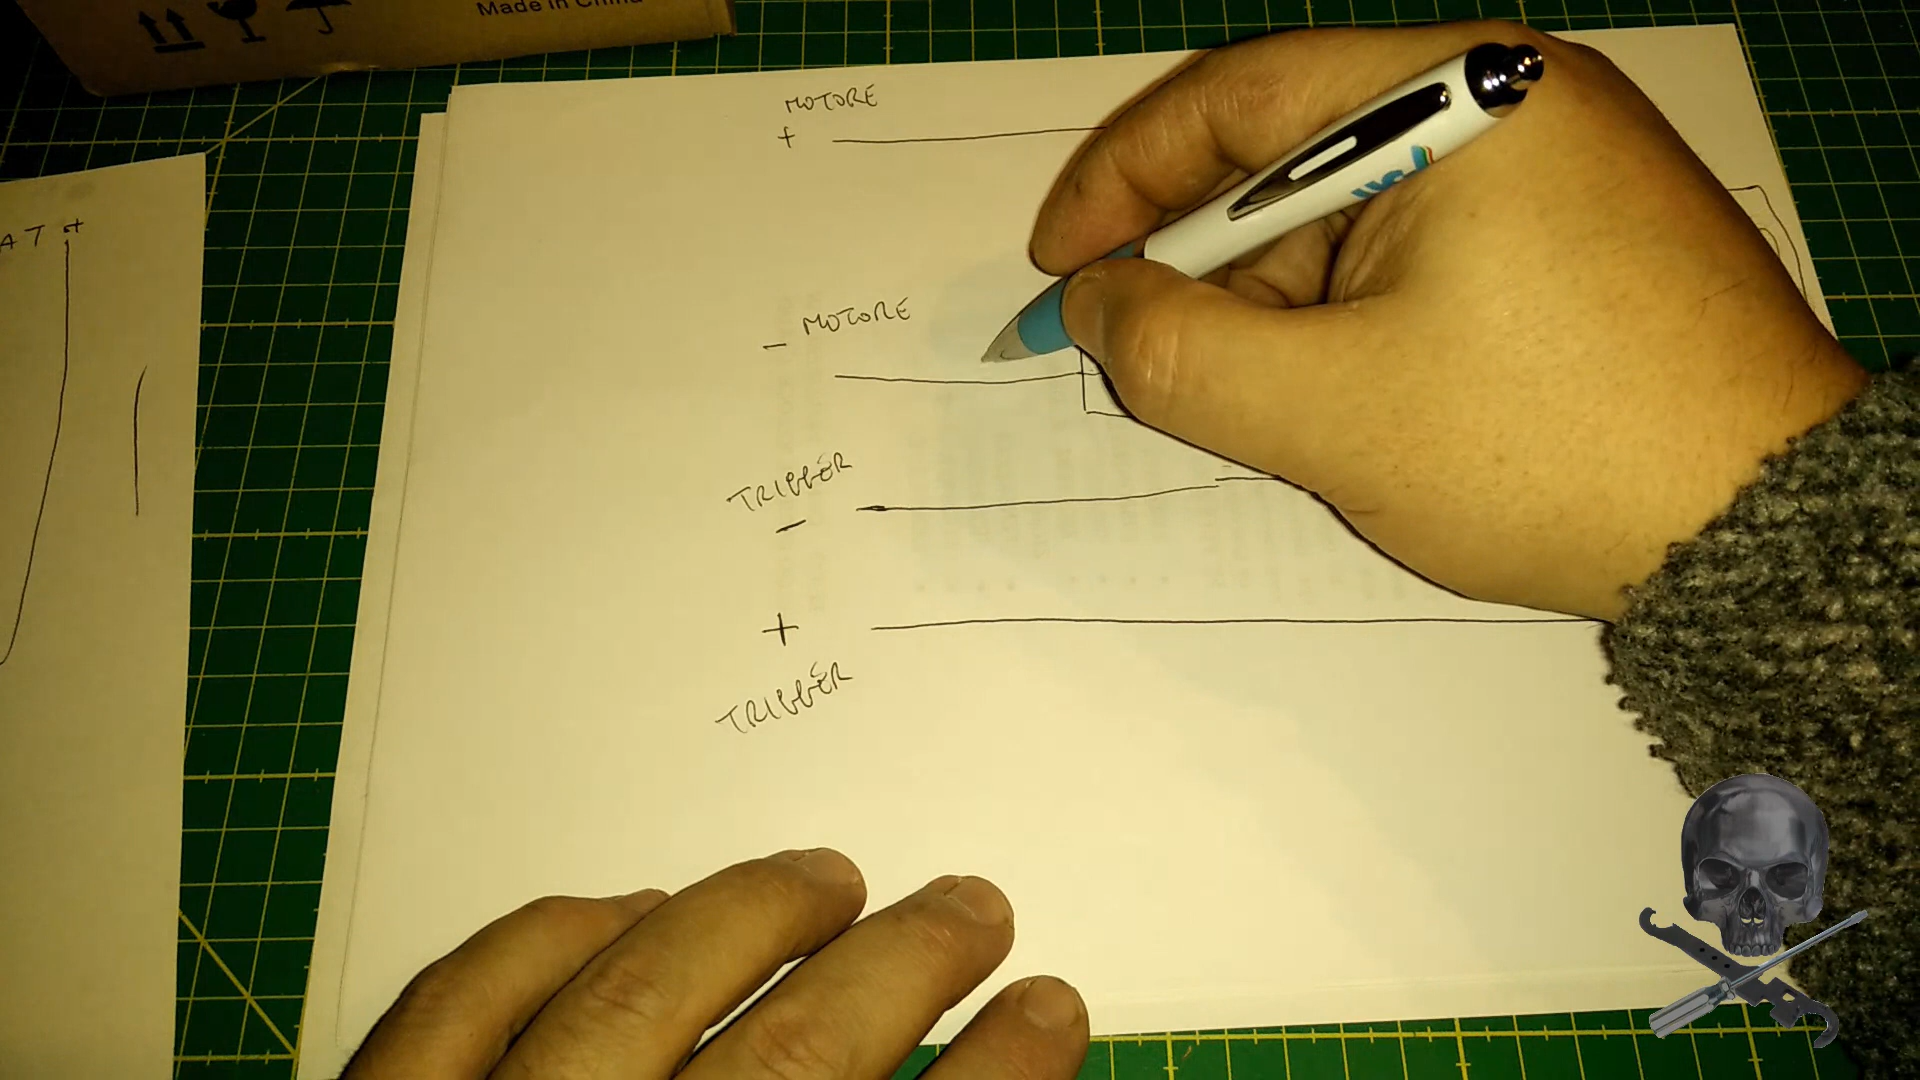 Made in China
AT +
MOTORE
+
MOTORE
−
TRIGGER
−
+
TRIGGER